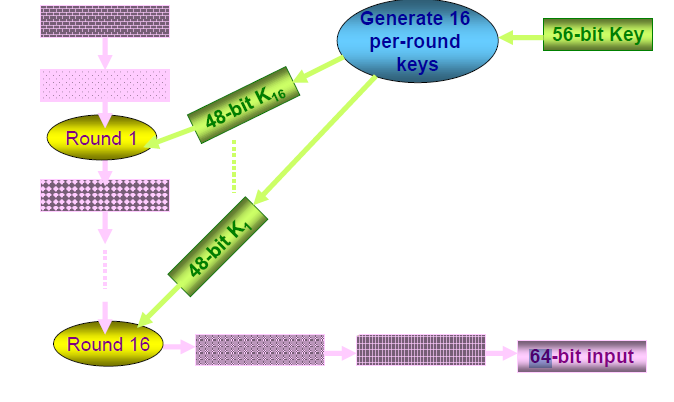 Generate 16
per-round
keys
56-bit Key
48-bit K16
Round 1
48-bit K1
Round 16
64-bit input